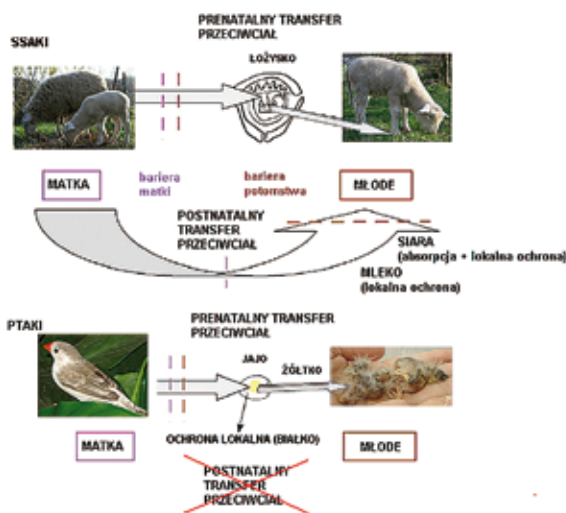 PRENATALNY TRANSFER
PRZECIWCIAŁ
SSAKI
ŁOŻYSKO
MATKA
bariera
matki
bariera
potomstwa
MŁODE
POSTNATALNY
TRANSFER
PRZECIWCIAŁ
SIARA
(absorpcja + lokalna ochrona)
MLEKO
(lokalna ochrona)
PTAKI
PRENATALNY TRANSFER
PRZECIWCIAŁ
JAJO
ŻÓŁTKO
MATKA
OCHRONA LOKALNA (BIAŁKO)
MŁODE
POSTNATALNY
TRANSFER
PRZECIWCIAŁ